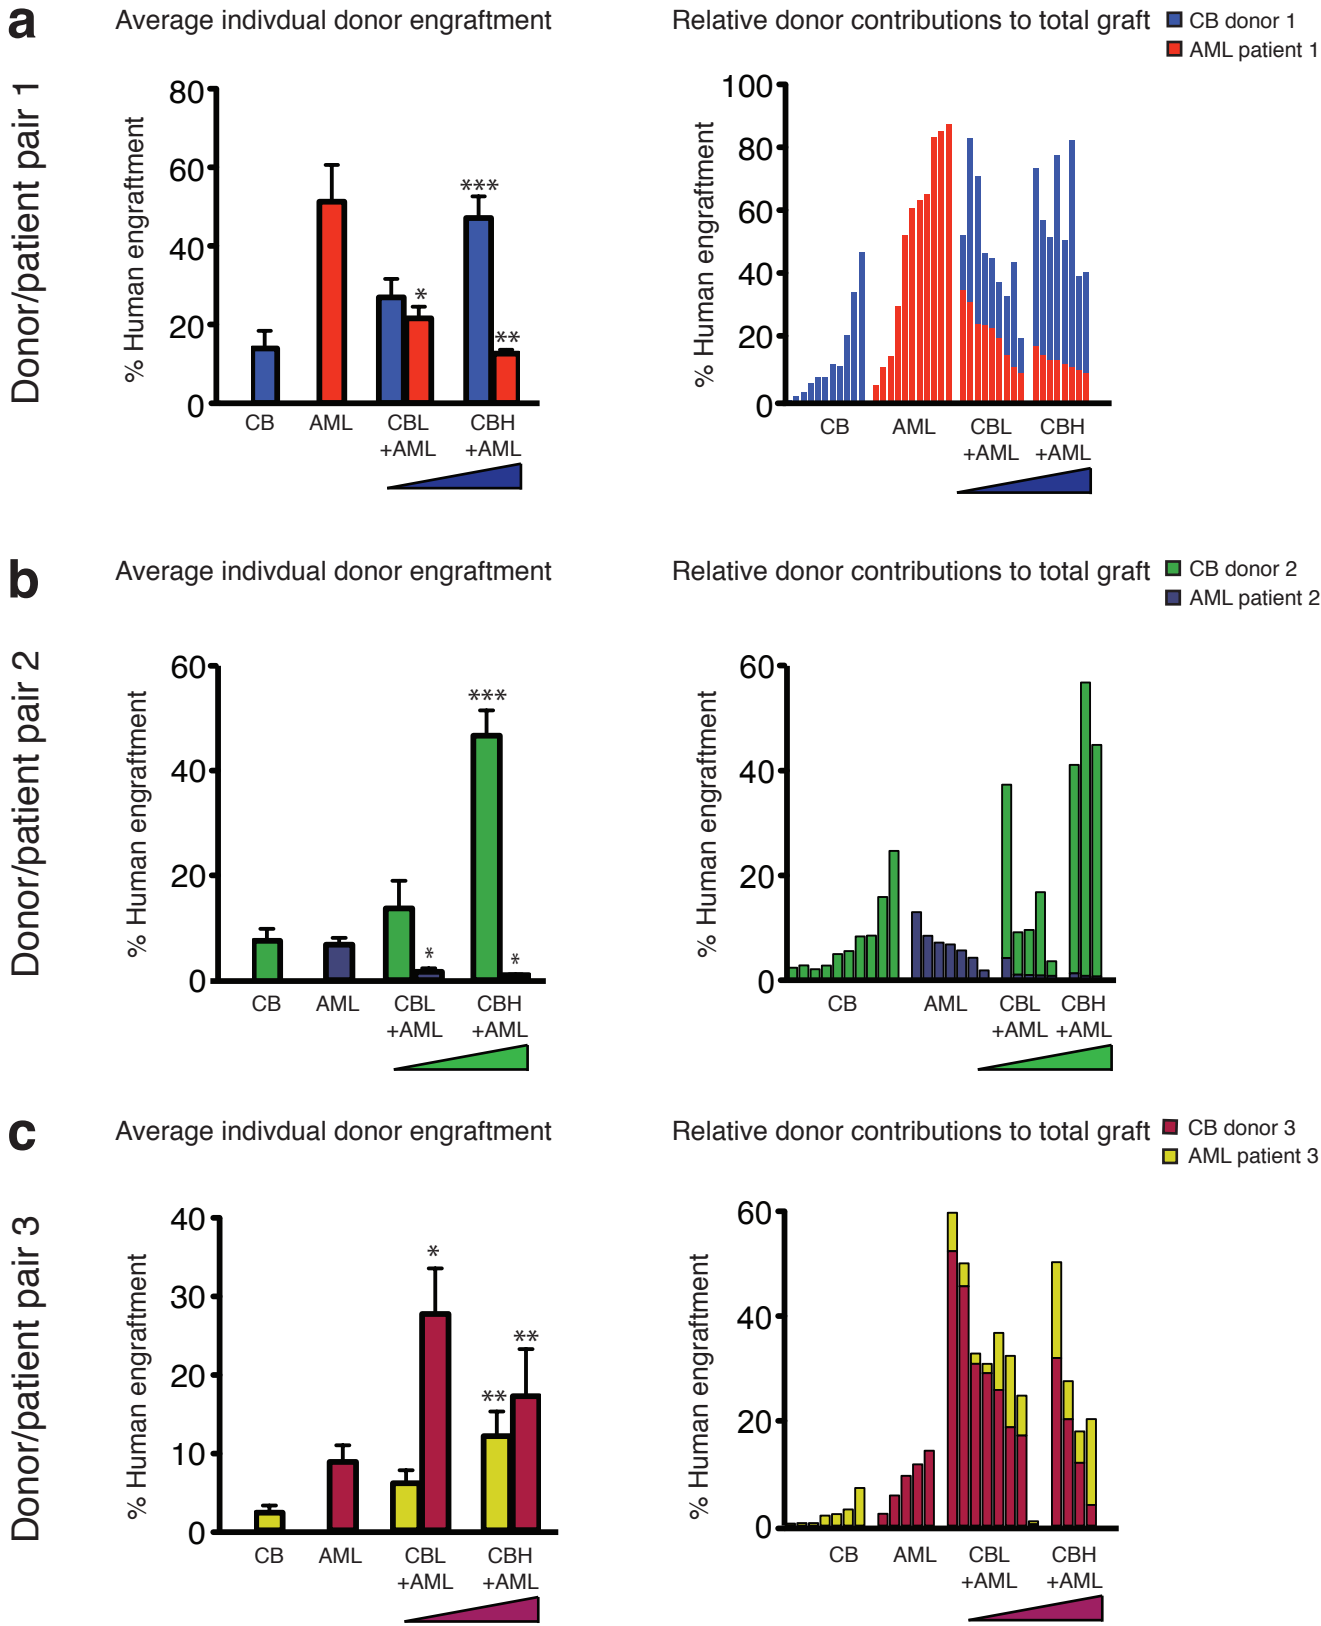 a
Average indivdual donor engraftment
Relative donor contributions to total graft
CB donor 1
AML patient 1
Donor/patient pair 1
% Human engraftment
80
60
40
20
0
CB
AML
CBL
+AML
CBH
+AML
*
***
**
% Human engraftment
100
80
60
40
20
0
CB
AML
CBL
+AML
CBH
+AML
b
Average indivdual donor engraftment
Relative donor contributions to total graft
CB donor 2
AML patient 2
Donor/patient pair 2
% Human engraftment
60
40
20
0
CB
AML
CBL
+AML
CBH
+AML
*
***
*
% Human engraftment
60
40
20
0
CB
AML
CBL
+AML
CBH
+AML
c
Average indivdual donor engraftment
Relative donor contributions to total graft
CB donor 3
AML patient 3
Donor/patient pair 3
% Human engraftment
40
30
20
10
0
CB
AML
CBL
+AML
CBH
+AML
*
**
**
% Human engraftment
60
40
20
0
CB
AML
CBL
+AML
CBH
+AML